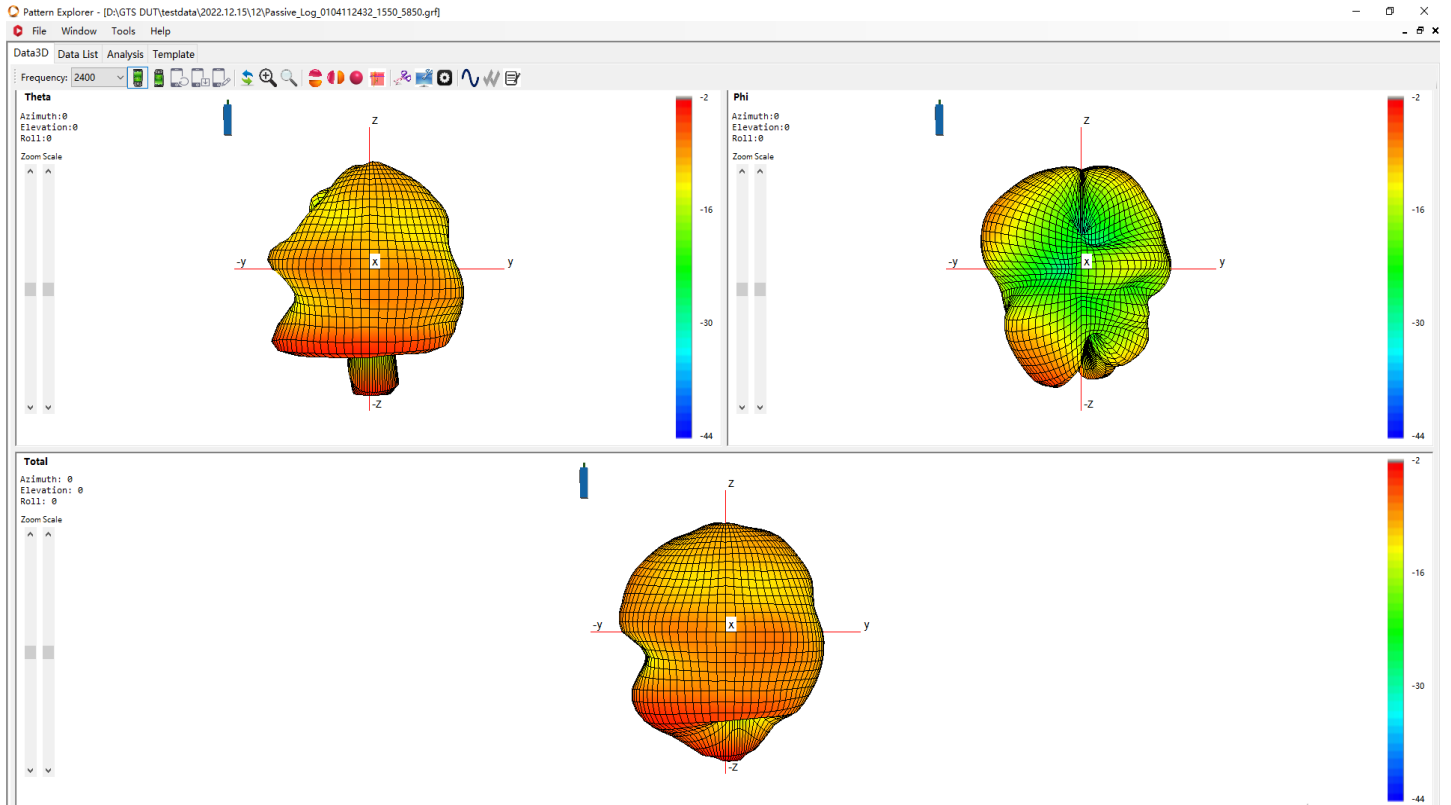 Pattern Explorer - [D:\GTS DUT\testdata\2022.12.15\12\Passive_Log_0104112432_1550_5850.grf]
File Window Tools Help
Data3D Data List Analysis Template
Frequency: 2400
Theta
Azimuth:0
Elevation:0
Roll:0
Zoom Scale
Z
-y
x
y
-Z
-2
-16
-30
-44
Phi
Azimuth:0
Elevation:0
Roll:0
Zoom Scale
Z
-y
x
y
-Z
-2
-16
-30
-44
Total
Azimuth: 0
Elevation: 0
Roll: 0
Zoom Scale
Z
-y
x
y
-Z
-2
-16
-30
-44